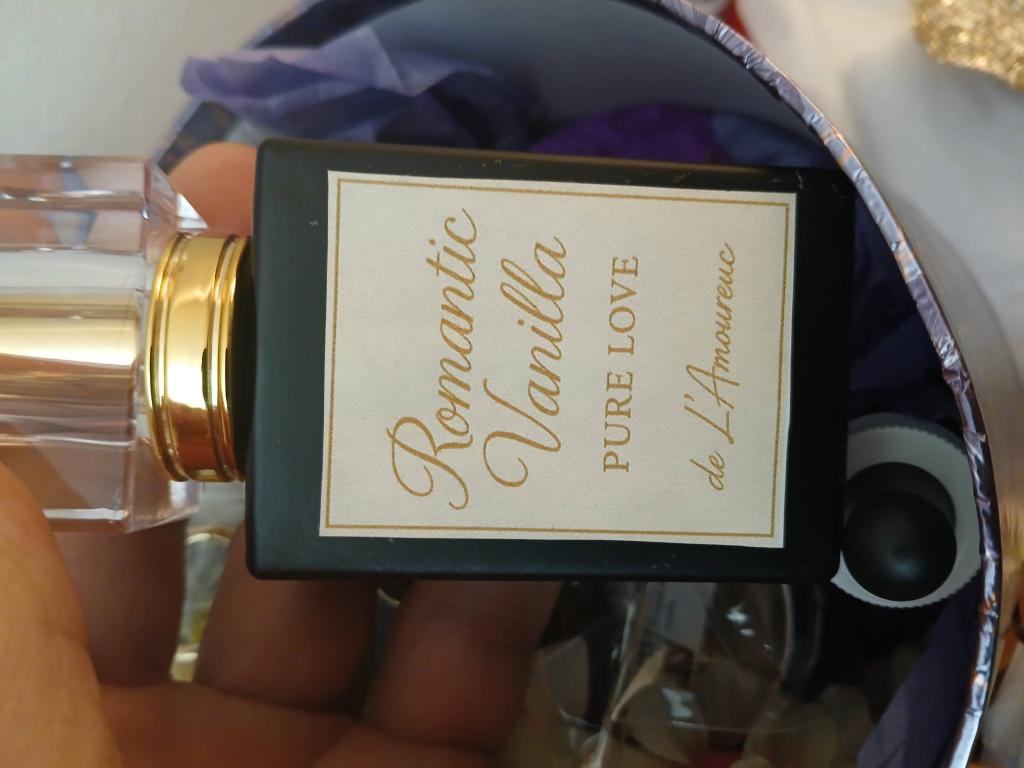 Romantic
Vanilla
PURE LOVE
de L'Amoureuc